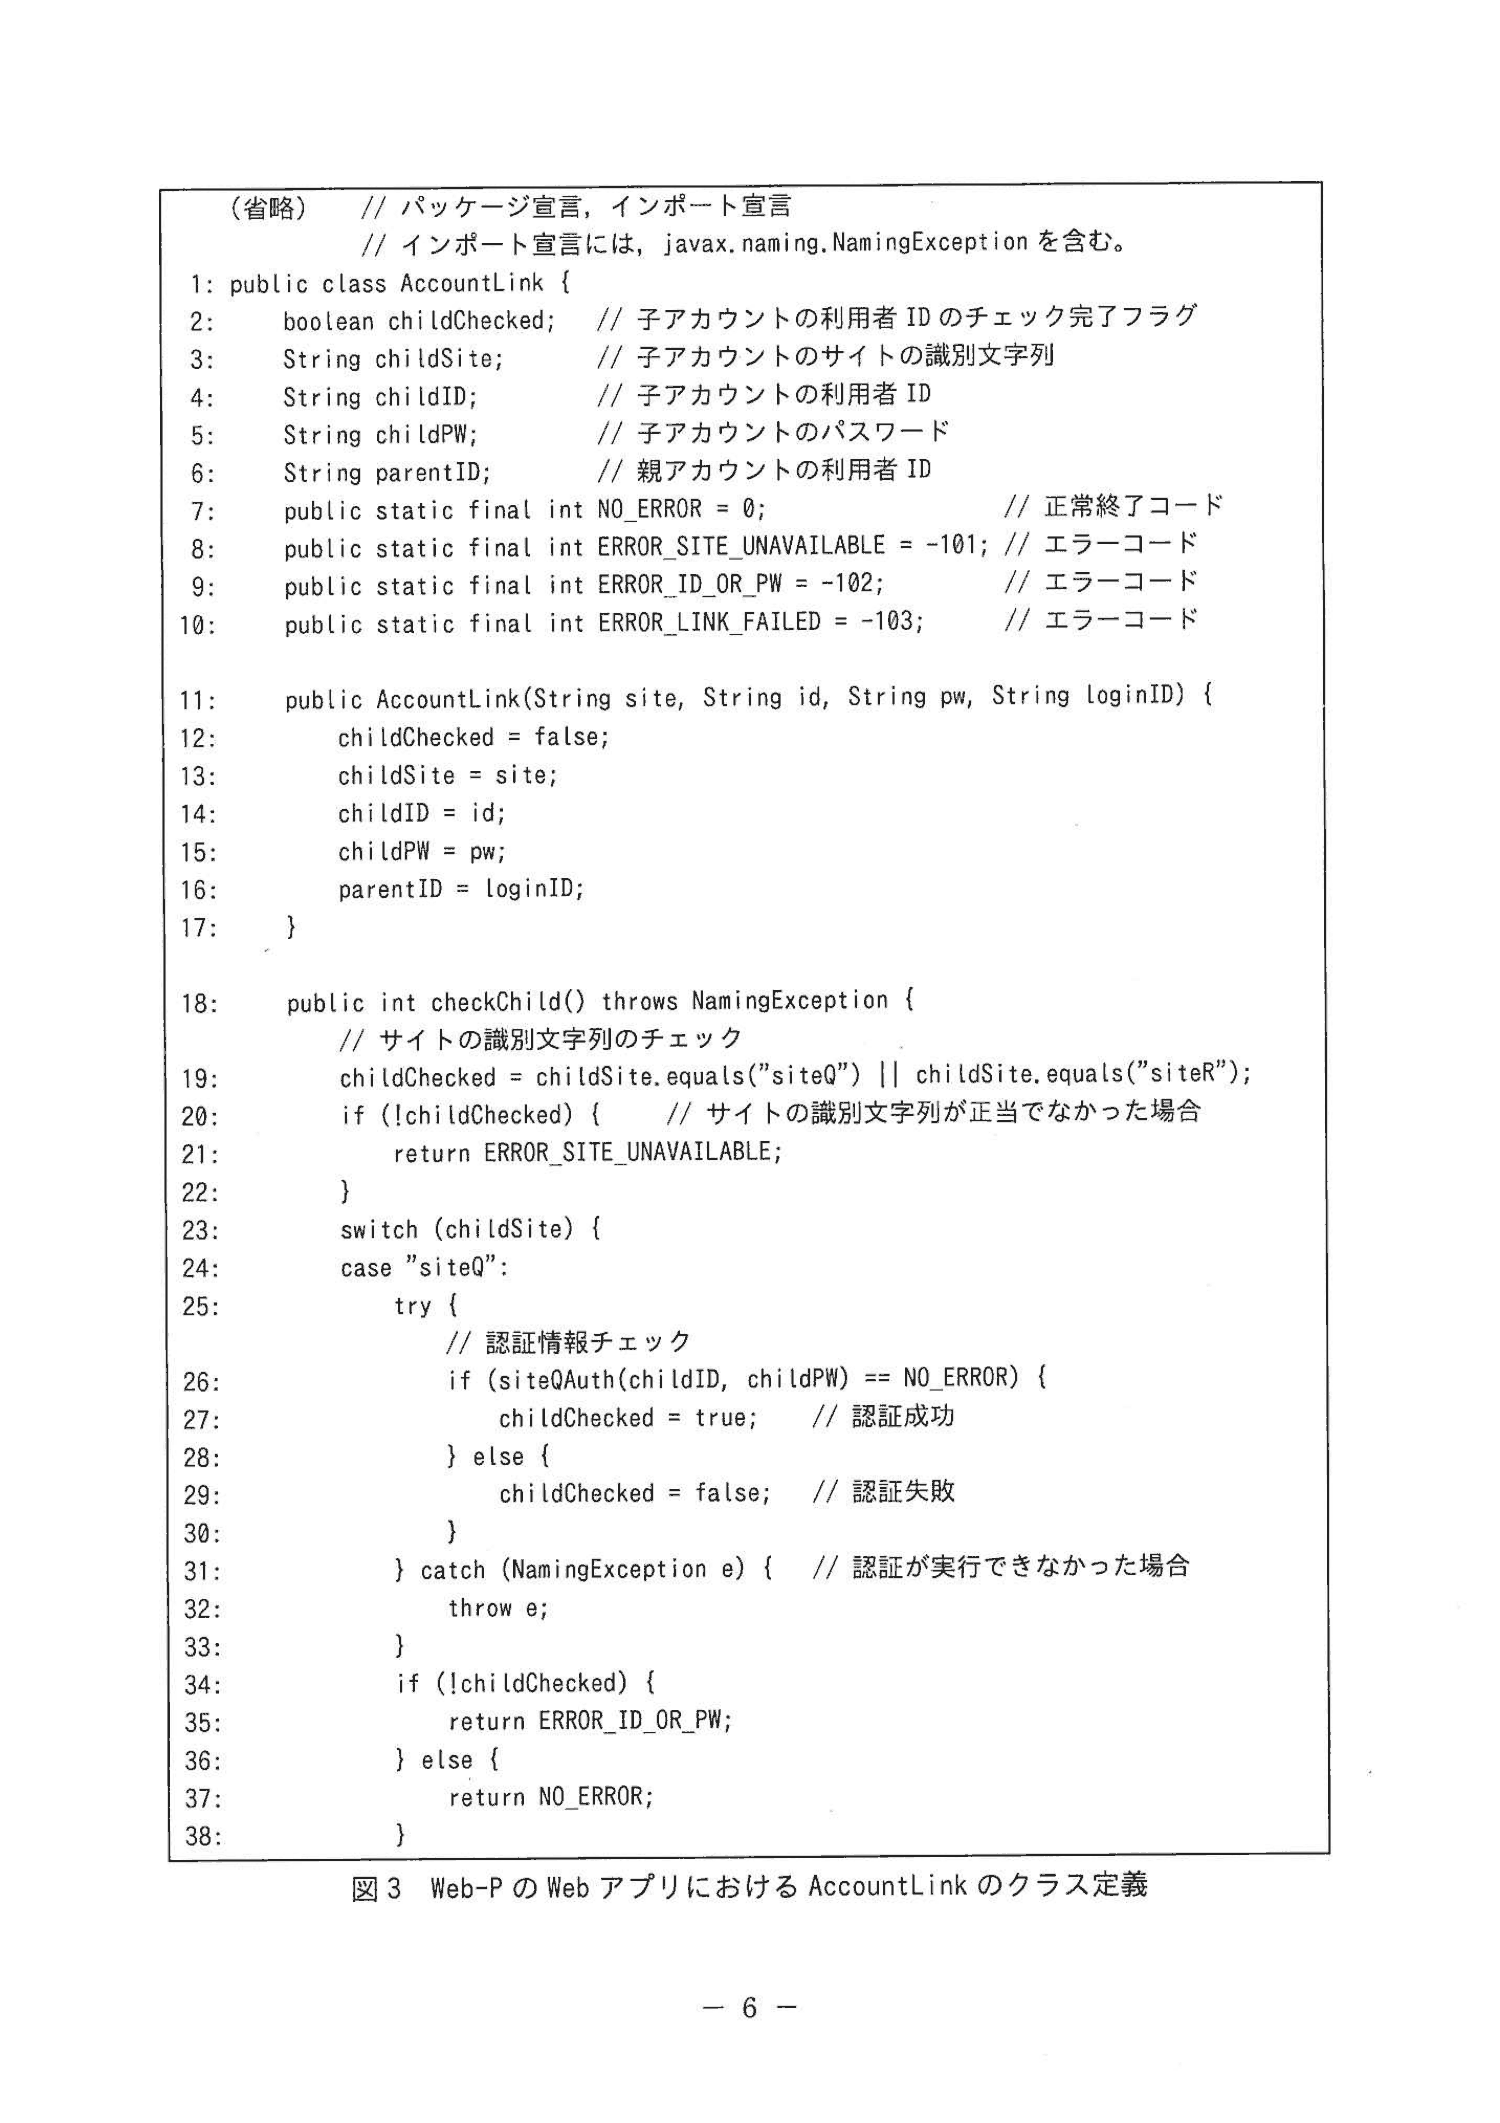 （省略）　　// パッケージ宣言，インポート宣言
// インポート宣言には，javax.naming.NamingException を含む。
1: public class AccountLink {
2:     boolean childChecked;   // 子アカウントの利用者 ID のチェック完了フラグ
3:     String childSite;       // 子アカウントのサイトの識別文字列
4:     String childID;         // 子アカウントの利用者 ID
5:     String childPW;         // 子アカウントのパスワード
6:     String parentID;        // 親アカウントの利用者 ID
7:     public static final int NO_ERROR = 0;                  // 正常終了コード
8:     public static final int ERROR_SITE_UNAVAILABLE = -101; // エラーコード
9:     public static final int ERROR_ID_OR_PW = -102;         // エラーコード
10:     public static final int ERROR_LINK_FAILED = -103;      // エラーコード
11:     public AccountLink(String site, String id, String pw, String loginID) {
12:         childChecked = false;
13:         childSite = site;
14:         childID = id;
15:         childPW = pw;
16:         parentID = loginID;
17:     }
18:     public int checkChild() throws NamingException {
// サイトの識別文字列のチェック
19:         childChecked = childSite.equals(”siteQ”) || childSite.equals(”siteR”);
20:         if (!childChecked) {     // サイトの識別文字列が正当でなかった場合
21:             return ERROR_SITE_UNAVAILABLE;
22:         }
23:         switch (childSite) {
24:         case ”siteQ”:
25:             try {
// 認証情報チェック
26:                 if (siteQAuth(childID, childPW) == NO_ERROR) {
27:                     childChecked = true;    // 認証成功
28:                 } else {
29:                     childChecked = false;   // 認証失敗
30:                 }
31:             } catch (NamingException e) {   // 認証が実行できなかった場合
32:                 throw e;
33:             }
34:             if (!childChecked) {
35:                 return ERROR_ID_OR_PW;
36:             } else {
37:                 return NO_ERROR;
38:             }
図 3　Web-P の Web アプリにおける AccountLink のクラス定義
－ 6 －